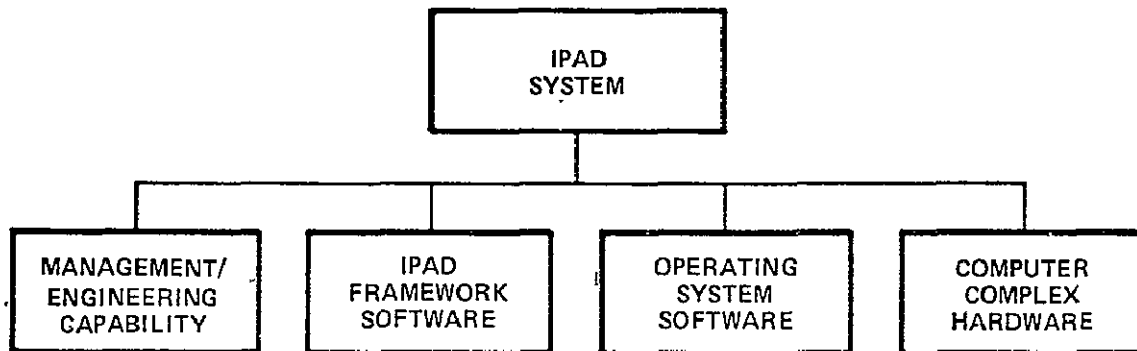 IPAD
SYSTEM
MANAGEMENT/
ENGINEERING
CAPABILITY
IPAD
FRAMEWORK
SOFTWARE
OPERATING
SYSTEM
SOFTWARE
COMPUTER
COMPLEX
HARDWARE